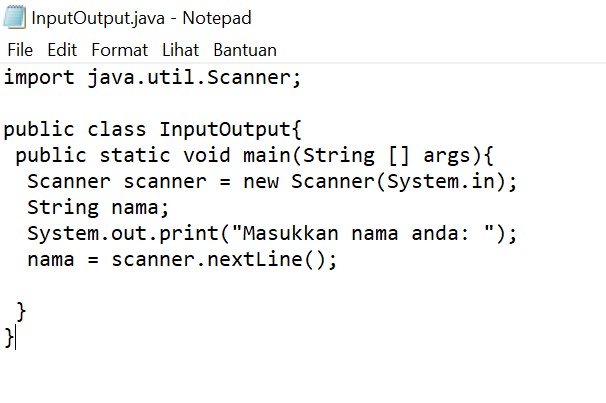 InputOutput.java - Notepad
File Edit Format Lihat Bantuan
import java.util.Scanner;
public class InputOutput{
public static void main(String [] args){
Scanner scanner = new Scanner(System.in);
String nama;
System.out.print("Masukkan nama anda: ");
nama = scanner.nextLine();
}
}